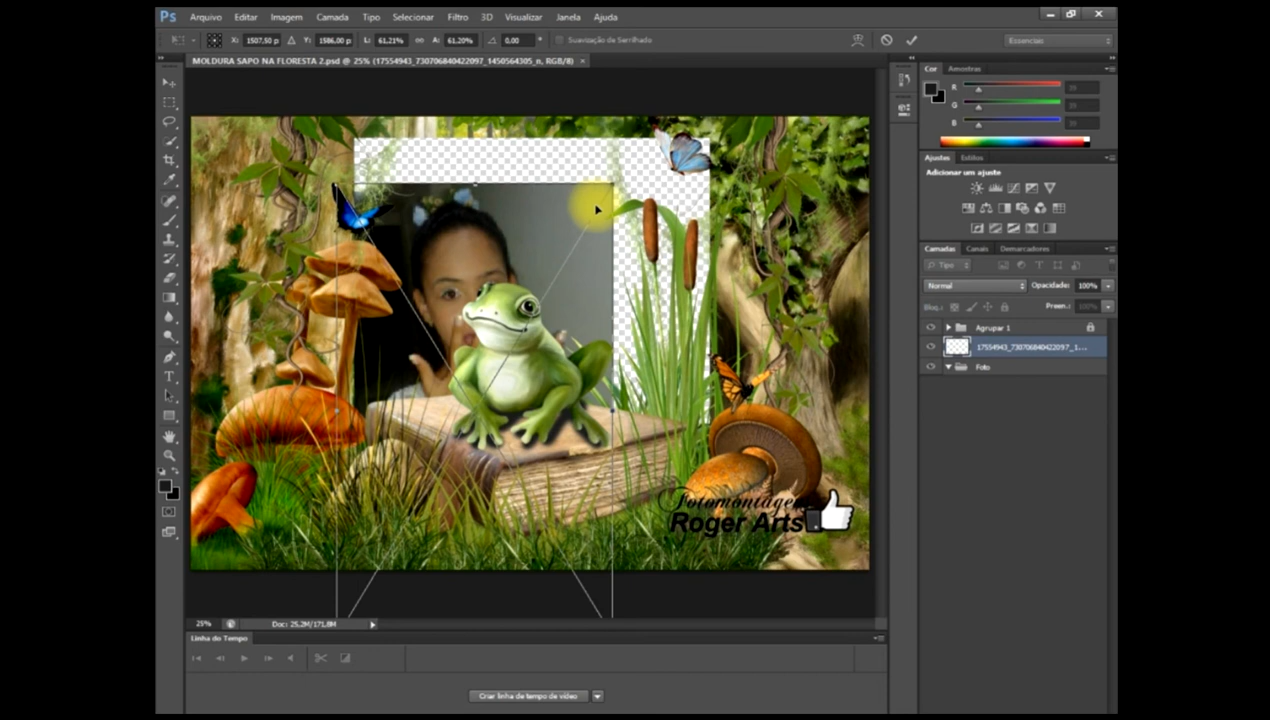 Ps Arquivo Editar Imagem Camada Tipo Selecionar Filtro 3D Visualizar Janela Ajuda
X: 1507,50 p Y: 1586,00 p L: 61,21% A: 61,20% 0,00 ° Suavização de Serrilhado Essenciais
MOLDURA SAPO NA FLORESTA 2.psd @ 25% (17554943_730706840422097_1450564305_n, RGB/8) ×
Cor Amostras
R
G
B
Ajustes Estilos
Adicionar um ajuste
Camadas Canais Demarcadores
Tipo
Normal Opacidade: 100%
Bloq.: Preen.: 100%
Agrupar 1
17554943_730706840422097_1...
Foto
Fotomontagens
Roger Arts
25% Doc: 25,2M/171,8M
Linha do Tempo
Criar linha de tempo de vídeo